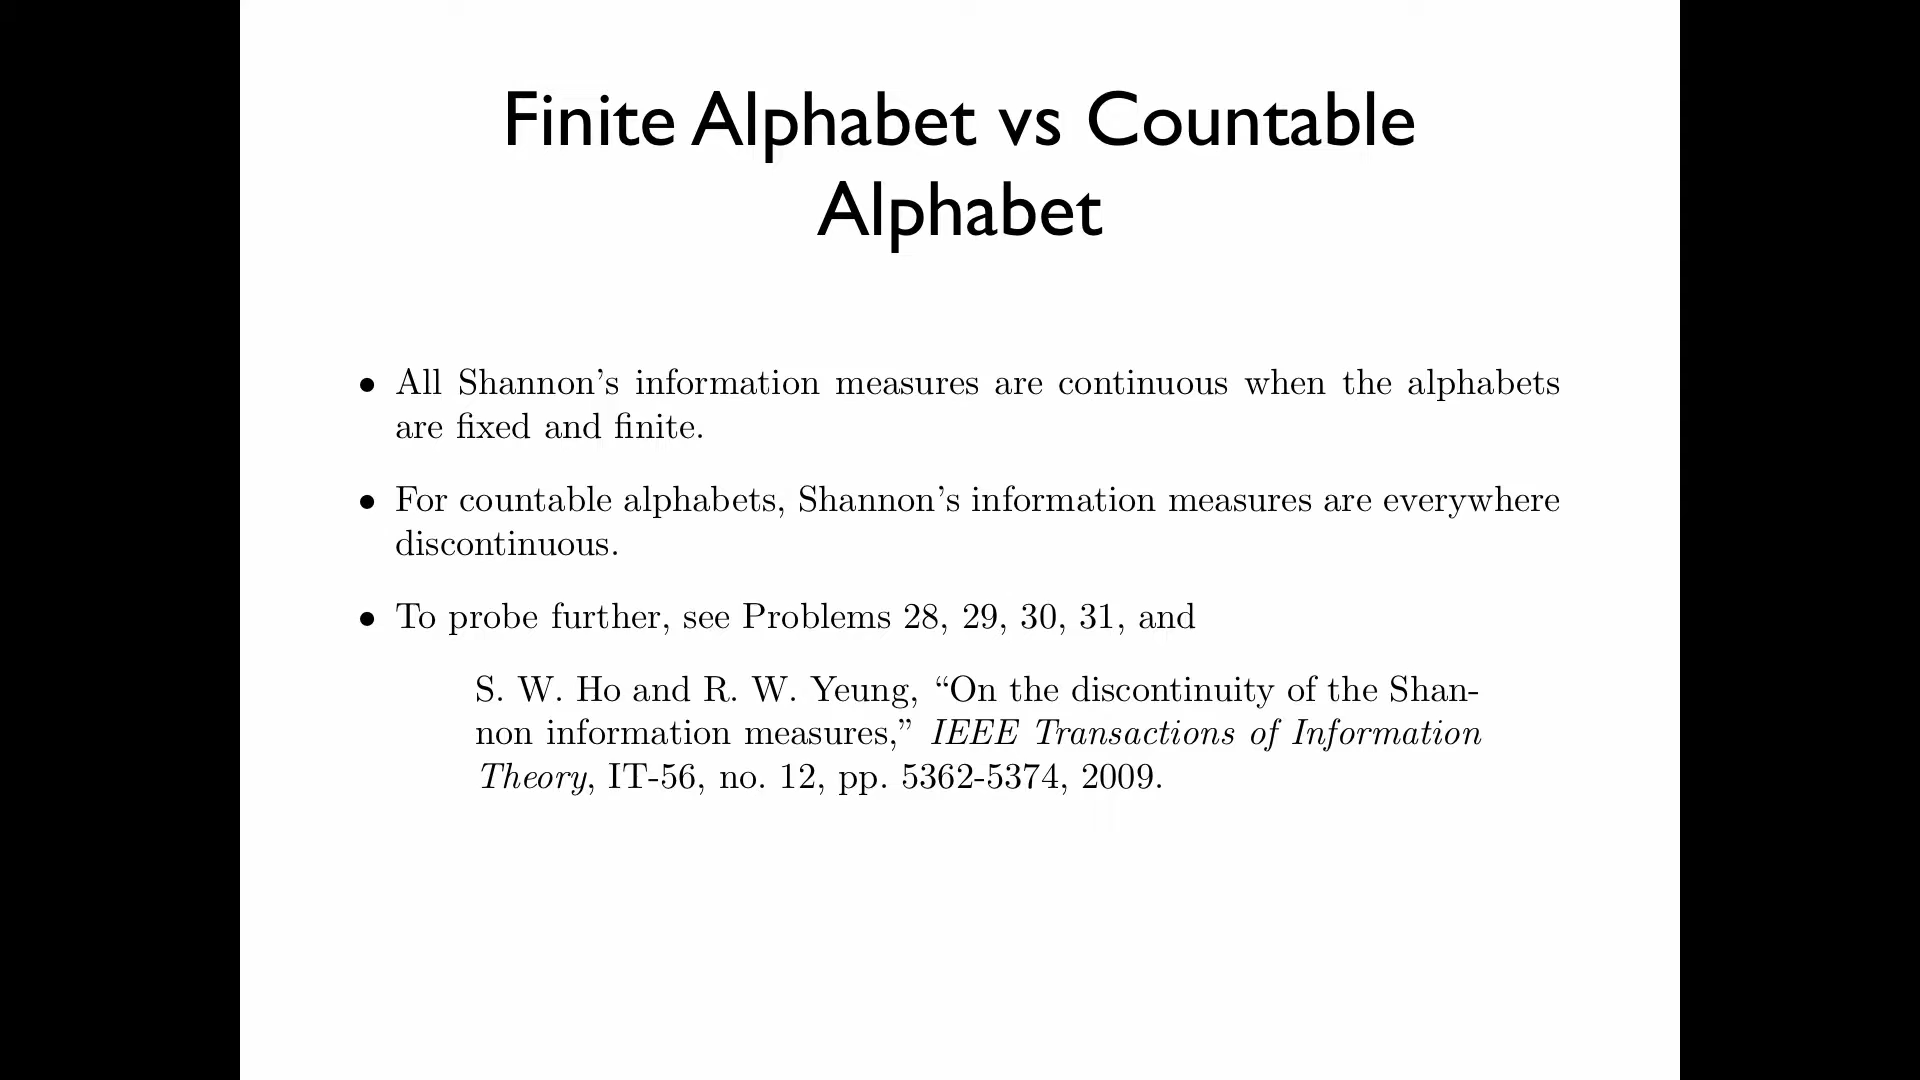 Finite Alphabet vs Countable
Alphabet
• All Shannon’s information measures are continuous when the alphabets
are fixed and finite.
• For countable alphabets, Shannon’s information measures are everywhere
discontinuous.
• To probe further, see Problems 28, 29, 30, 31, and
S. W. Ho and R. W. Yeung, “On the discontinuity of the Shan-
non information measures,” IEEE Transactions of Information
Theory, IT-56, no. 12, pp. 5362-5374, 2009.